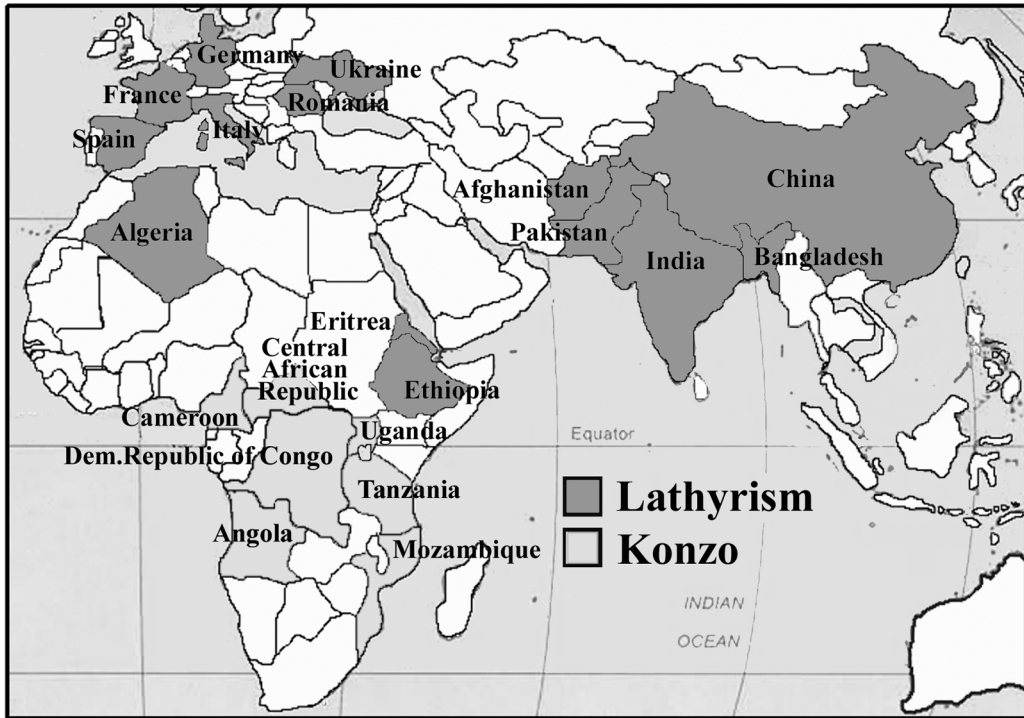 Germany
Ukraine
France
Romania
Italy
Spain
Afghanistan
China
Algeria
Pakistan
India
Bangladesh
Eritrea
Central
African
Republic
Ethiopia
Cameroon
Uganda
Equator
Dem.Republic of Congo
Tanzania
Lathyrism
Angola
Mozambique
Konzo
INDIAN
OCEAN